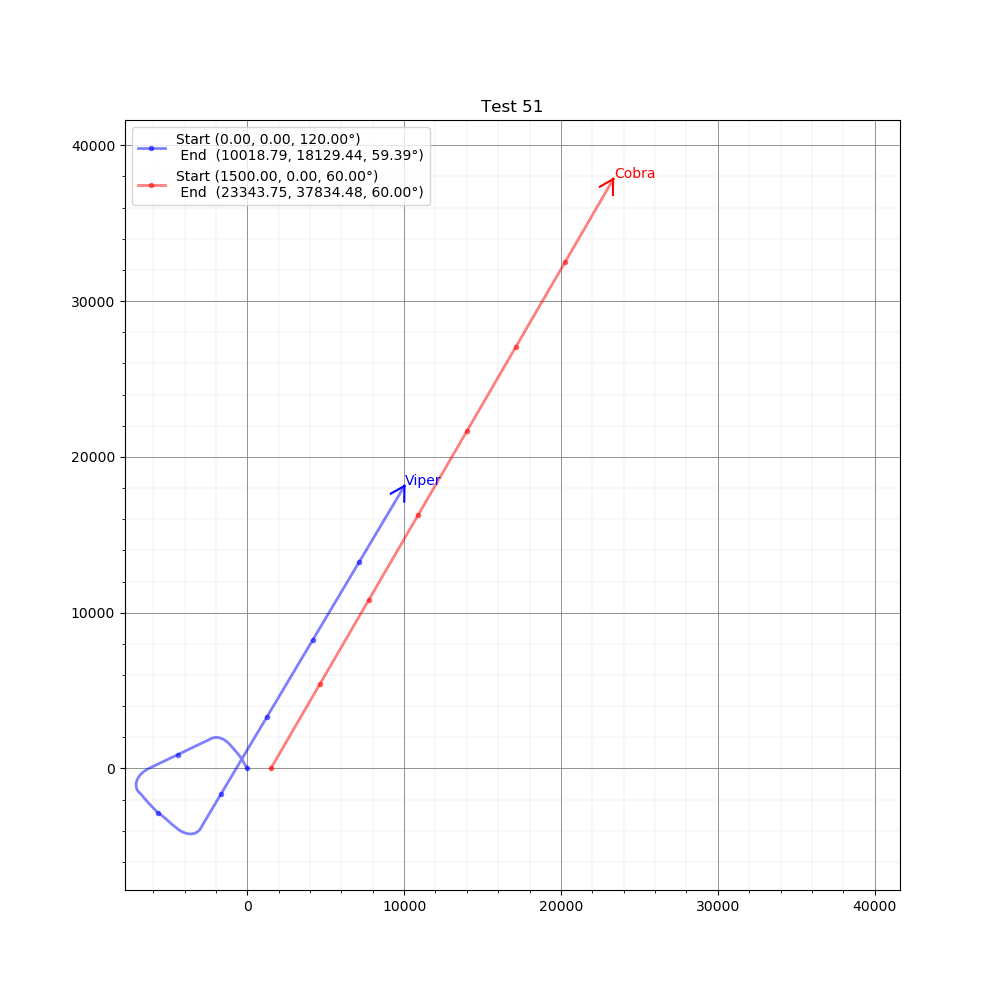 Test 51
Start (0.00, 0.00, 120.00°)
End (10018.79, 18129.44, 59.39°)
Start (1500.00, 0.00, 60.00°)
End (23343.75, 37834.48, 60.00°)
40000
Cobra
30000
20000
Viper
10000
0
0 10000 20000 30000 40000